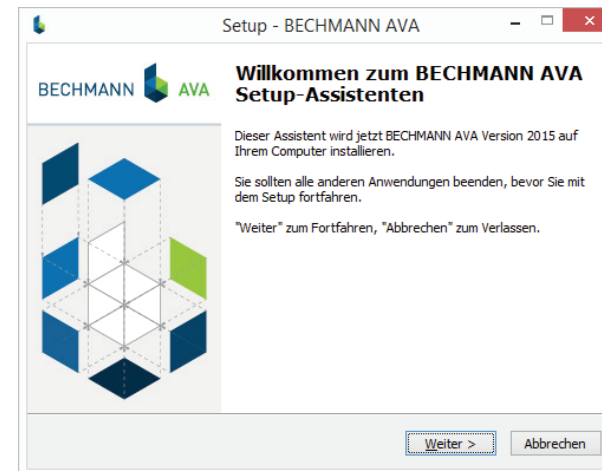 Setup - BECHMANN AVA
BECHMANN AVA
Willkommen zum BECHMANN AVA
Setup-Assistenten
Dieser Assistent wird jetzt BECHMANN AVA Version 2015 auf
Ihrem Computer installieren.
Sie sollten alle anderen Anwendungen beenden, bevor Sie mit
dem Setup fortfahren.
"Weiter" zum Fortfahren, "Abbrechen" zum Verlassen.
Weiter > Abbrechen